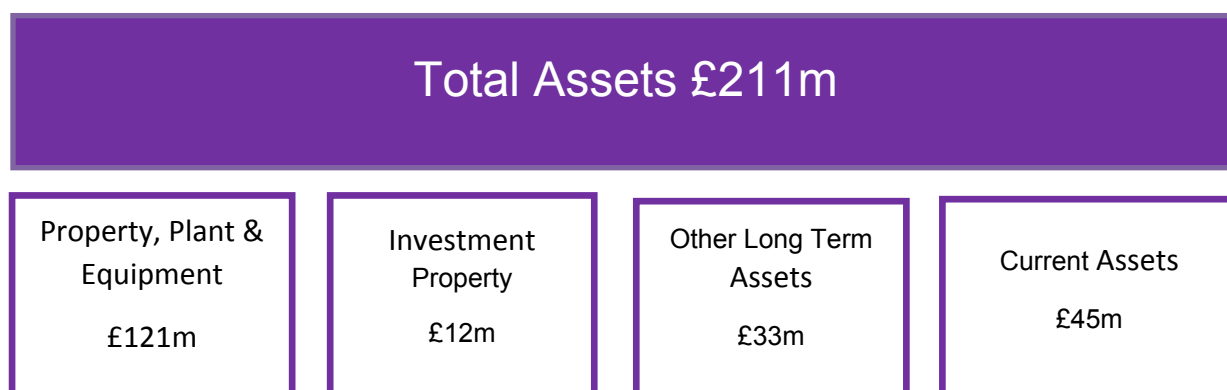 Total Assets £211m
Property, Plant &
Equipment
£121m
Investment
Property
£12m
Other Long Term
Assets
£33m
Current Assets
£45m